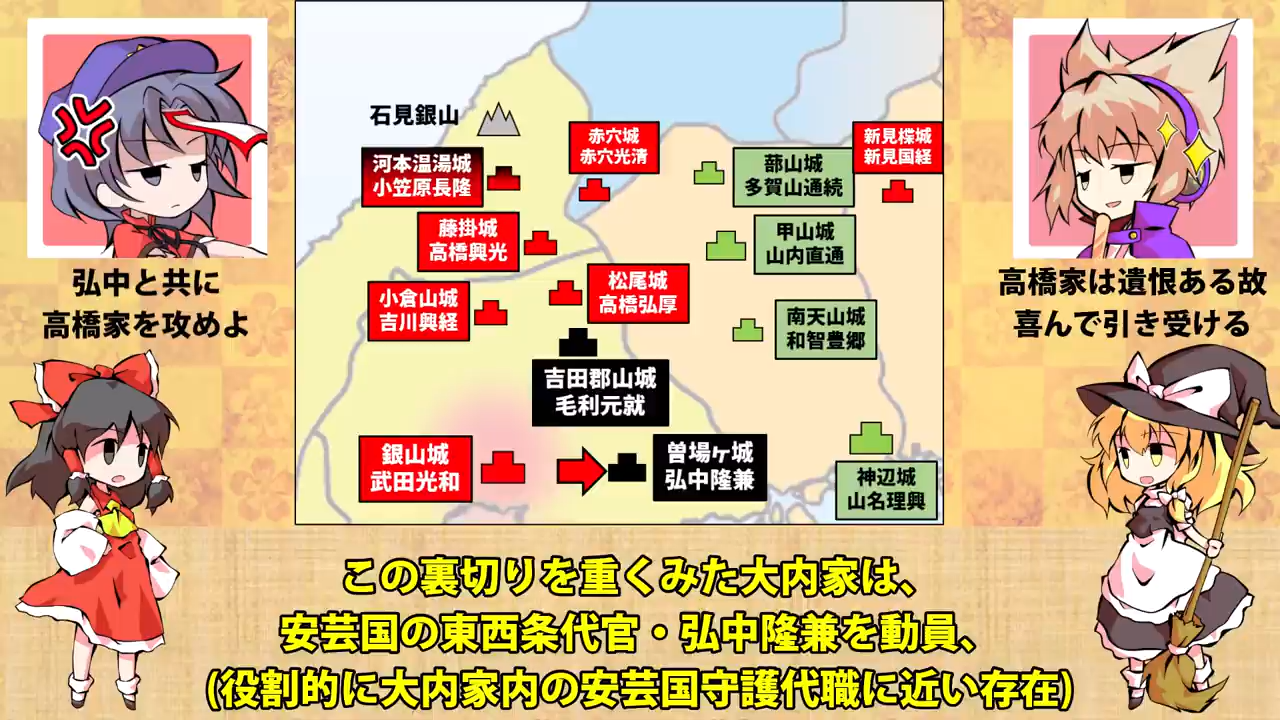 石見銀山
河本温湯城
小笠原長隆
赤穴城
赤穴光清
蔀山城
多賀山通続
新見楪城
新見国経
藤掛城
高橋興光
甲山城
山内直通
小倉山城
吉川興経
松尾城
高橋弘厚
南天山城
和智豊郷
吉田郡山城
毛利元就
銀山城
武田光和
曽場ヶ城
弘中隆兼
神辺城
山名理興
弘中と共に
高橋家を攻めよ
高橋家は遺恨ある故
喜んで引き受ける
この裏切りを重くみた大内家は、
安芸国の東西条代官・弘中隆兼を動員、
(役割的に大内家内の安芸国守護代職に近い存在)